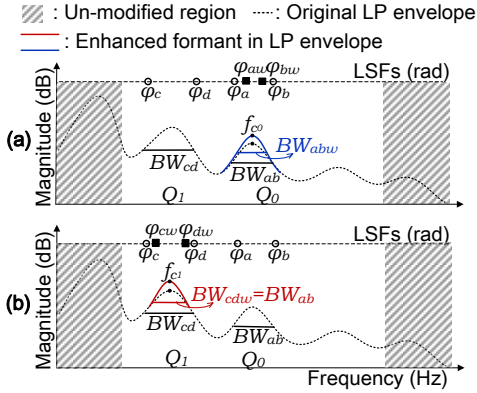 : Un-modified region : Original LP envelope
: Enhanced formant in LP envelope
(a)
Magnitude (dB)
φaw φbw LSFs (rad)
φc φd φa φb
fc0
BWabw
BWcd BWab
Q1 Q0
(b)
Magnitude (dB)
φcw φdw LSFs (rad)
φc φd φa φb
fc1
BWcdw=BWab
BWcd BWab
Q1 Q0
Frequency (Hz)